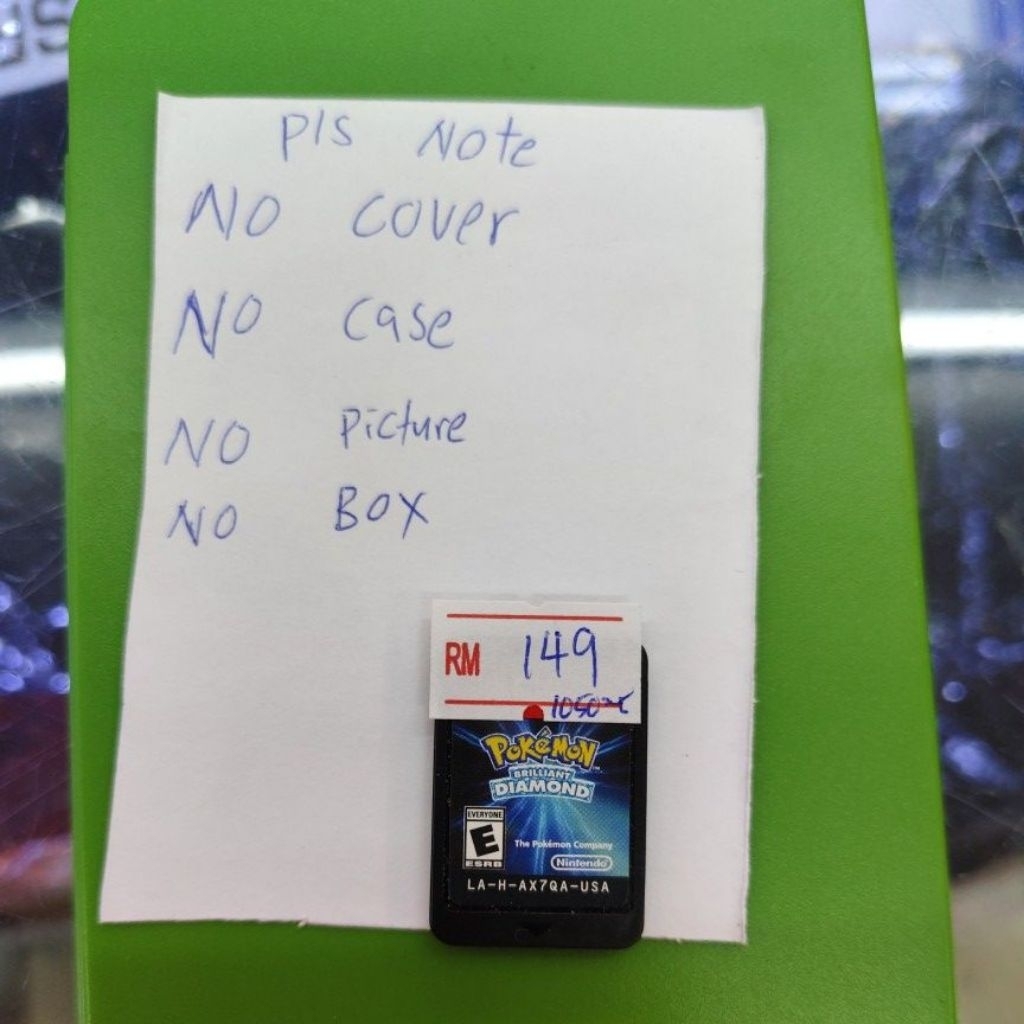 Pls Note
NO cover
NO case
NO Picture
NO BOX
RM 149
POKéMON
BRILLIANT
DIAMOND
EVERYONE
E
ESRB
The Pokémon Company
Nintendo
LA-H-AX7QA-USA